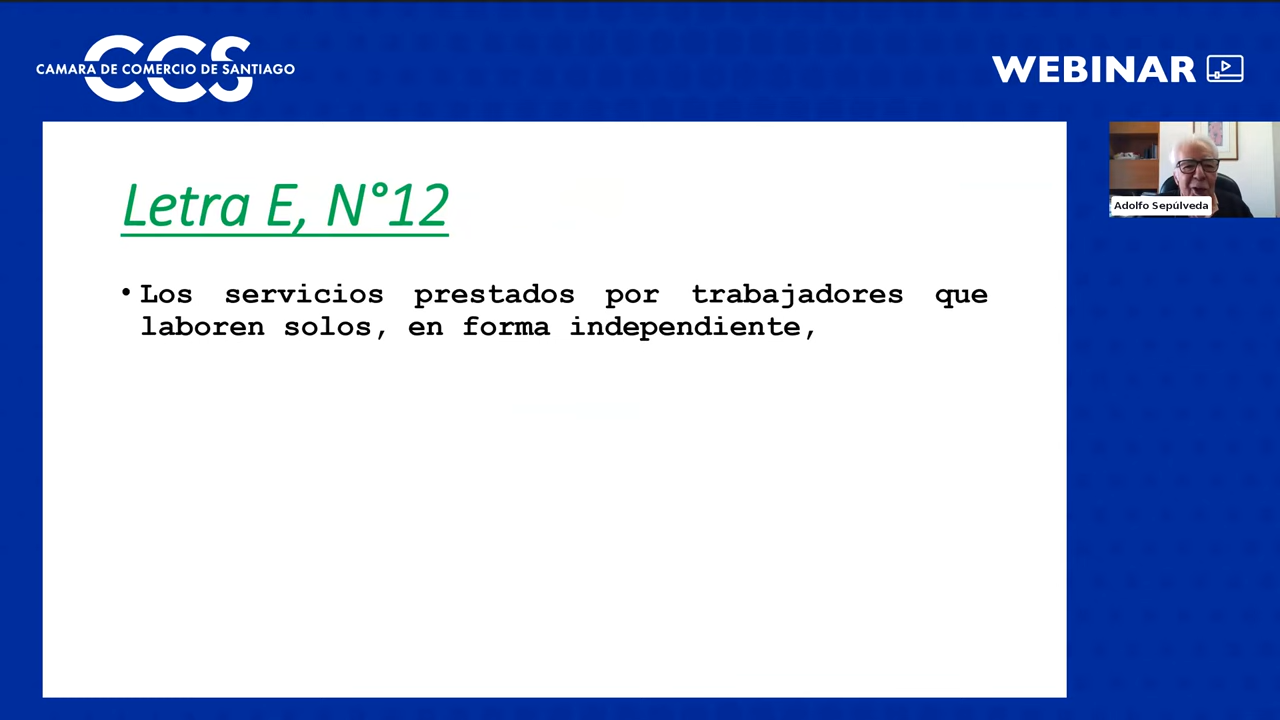 CCS
CAMARA DE COMERCIO DE SANTIAGO
WEBINAR
Letra E, N°12
• Los servicios prestados por trabajadores que
laboren solos, en forma independiente,
Adolfo Sepúlveda